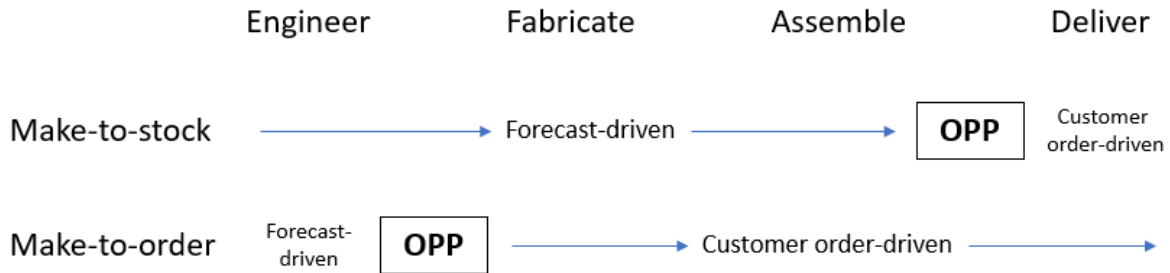 Engineer Fabricate Assemble Deliver
Make-to-stock Forecast-driven OPP Customer
order-driven
Make-to-order Forecast-
driven OPP Customer order-driven